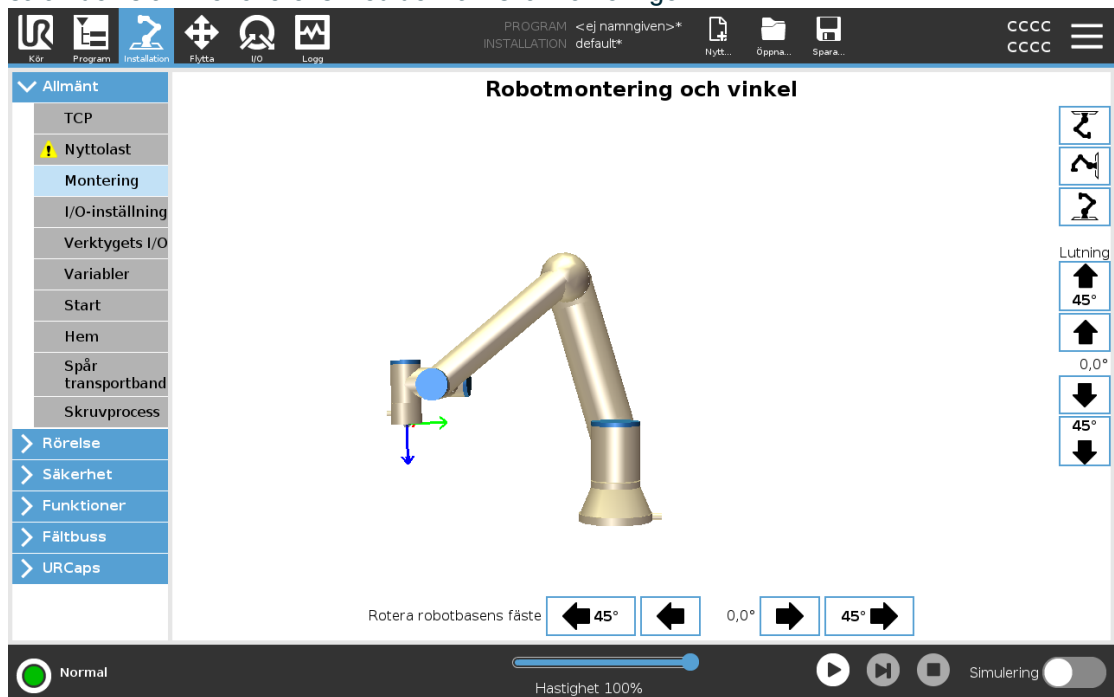 PROGRAM <ej namngiven>*
INSTALLATION default*
CCCC
CCCC
UR
Kör
Program
Installation
Flytta
I/O
Logg
Nytt...
Öppna...
Spara...
Allmänt
TCP
Nyttolast
Montering
I/O-inställning
Verktygets I/O
Variabler
Start
Hem
Spår
transportband
Skruvprocess
Rörelse
Säkerhet
Funktioner
Fältbuss
URCaps
Robotmontering och vinkel
Lutning
45°
0,0°
45°
Rotera robotbasens fäste
45°
0,0°
45°
Normal
Hastighet 100%
Simulering